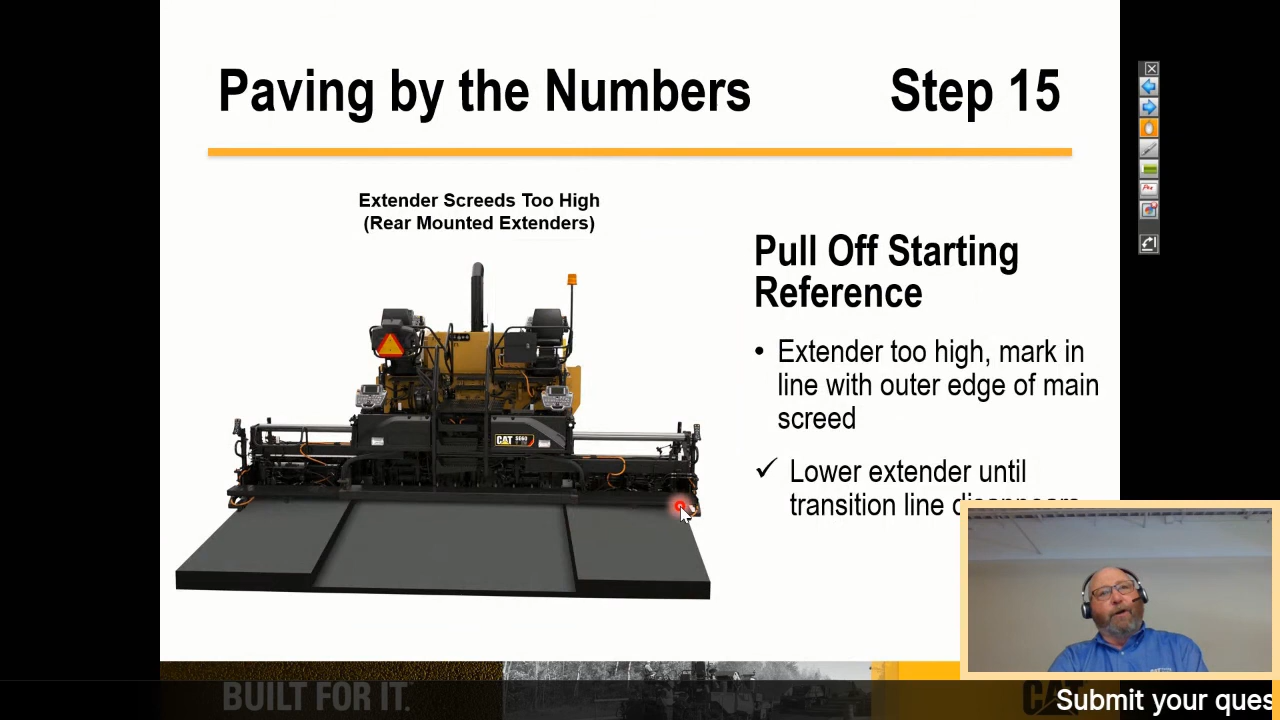 Paving by the Numbers
Step 15
Extender Screeds Too High
(Rear Mounted Extenders)
Pull Off Starting
Reference
• Extender too high, mark in
line with outer edge of main
screed
✓ Lower extender until
transition line disappears
CAT
BUILT FOR IT.
CAT
Submit your ques